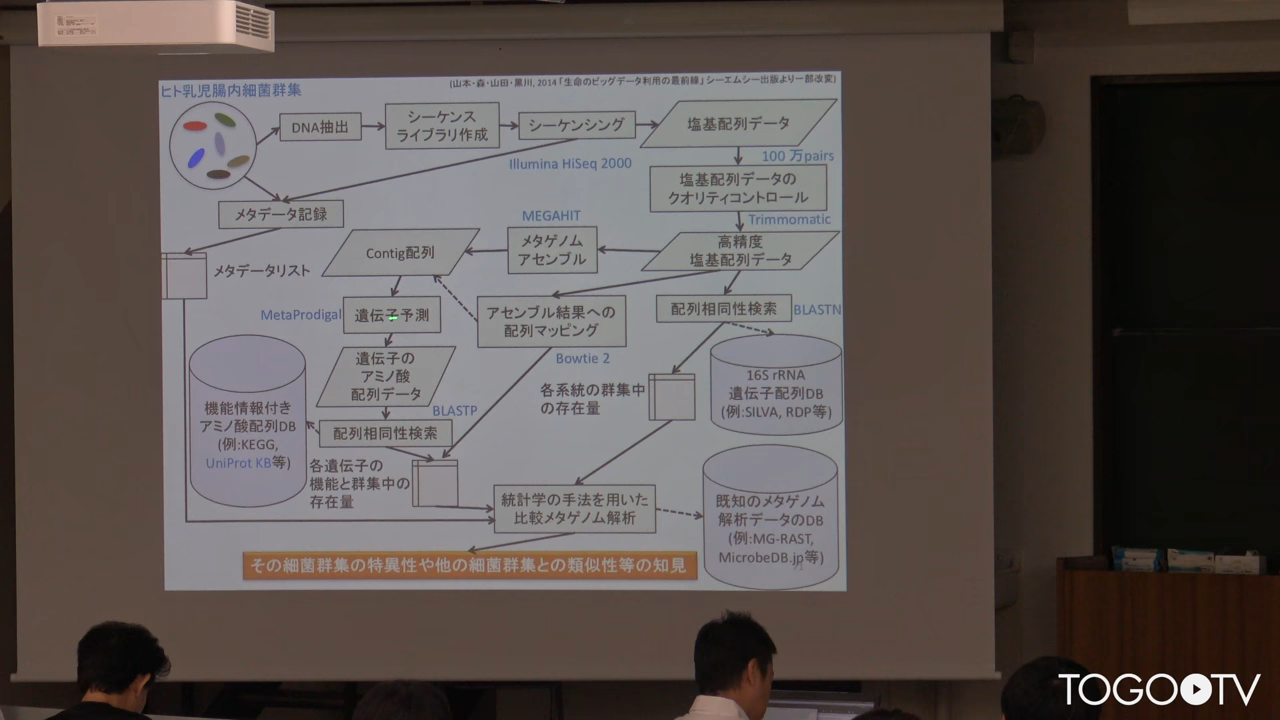 (山本・森・山田・黒川, 2014「生命のビッグデータ利用の最前線」シーエムシー出版より一部改変)
ヒト乳児腸内細菌群集
DNA抽出
シーケンス
ライブラリ作成
シーケンシング
塩基配列データ
Illumina HiSeq 2000
100 万pairs
塩基配列データの
クオリティコントロール
Trimmomatic
メタデータ記録
メタデータリスト
MEGAHIT
Contig配列
メタゲノム
アセンブル
高精度
塩基配列データ
MetaProdigal
遺伝子予測
アセンブル結果への
配列マッピング
Bowtie 2
配列相同性検索
BLASTN
遺伝子の
アミノ酸
配列データ
各系統の群集中
の存在量
16S rRNA
遺伝子配列DB
(例:SILVA, RDP等)
BLASTP
配列相同性検索
機能情報付き
アミノ酸配列DB
(例:KEGG,
UniProt KB等)
各遺伝子の
機能と群集中の
存在量
統計学の手法を用いた
比較メタゲノム解析
既知のメタゲノム
解析データのDB
(例:MG-RAST,
MicrobeDB.jp等)
その細菌群集の特異性や他の細菌群集との類似性等の知見
TOGO TV